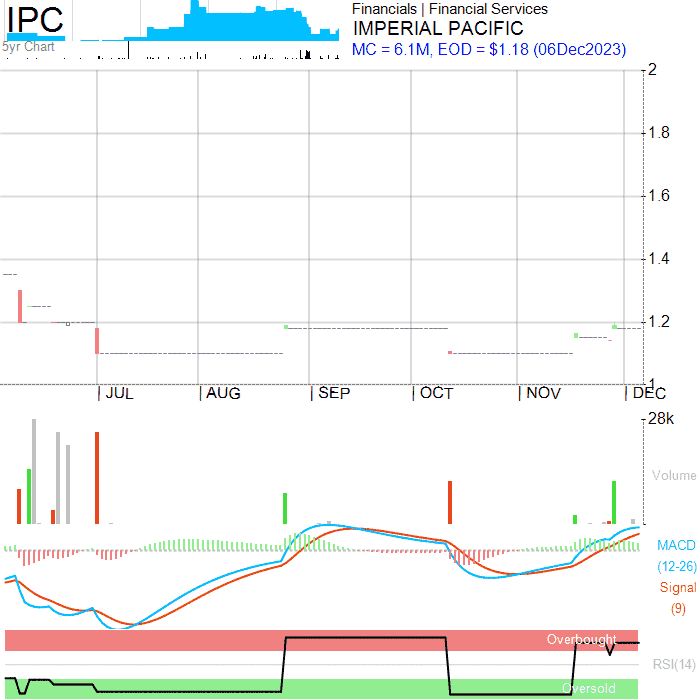 IPC
5yr Chart
Financials | Financial Services
IMPERIAL PACIFIC
MC = 6.1M, EOD = $1.18 (06Dec2023)
2
1.8
1.6
1.4
1.2
1
JUL AUG SEP OCT NOV DEC
28k
Volume
MACD
(12-26)
Signal
(9)
Overbought
RSI(14)
Oversold